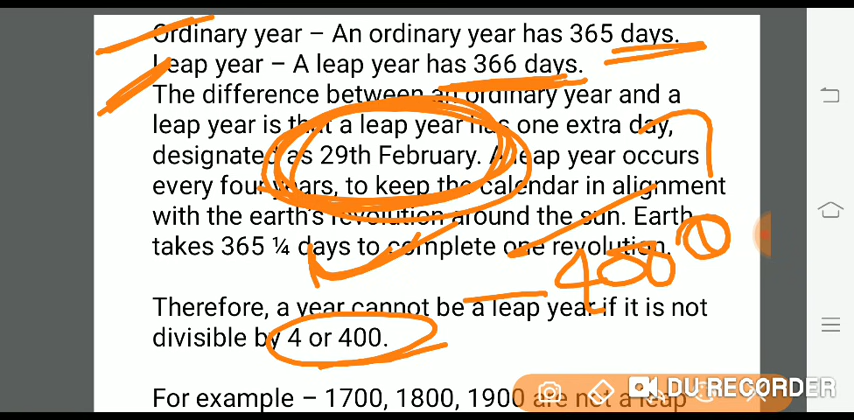 Ordinary year – An ordinary year has 365 days.
Leap year – A leap year has 366 days.
The difference between an ordinary year and a
leap year is that a leap year has one extra day,
designated as 29th February. A leap year occurs
every four years, to keep the calendar in alignment
with the earth's revolution around the sun. Earth
takes 365 ¼ days to complete one revolution.
400 1
Therefore, a year cannot be a leap year if it is not
divisible by 4 or 400.
For example – 1700, 1800, 1900 are not a leap
DU RECORDER